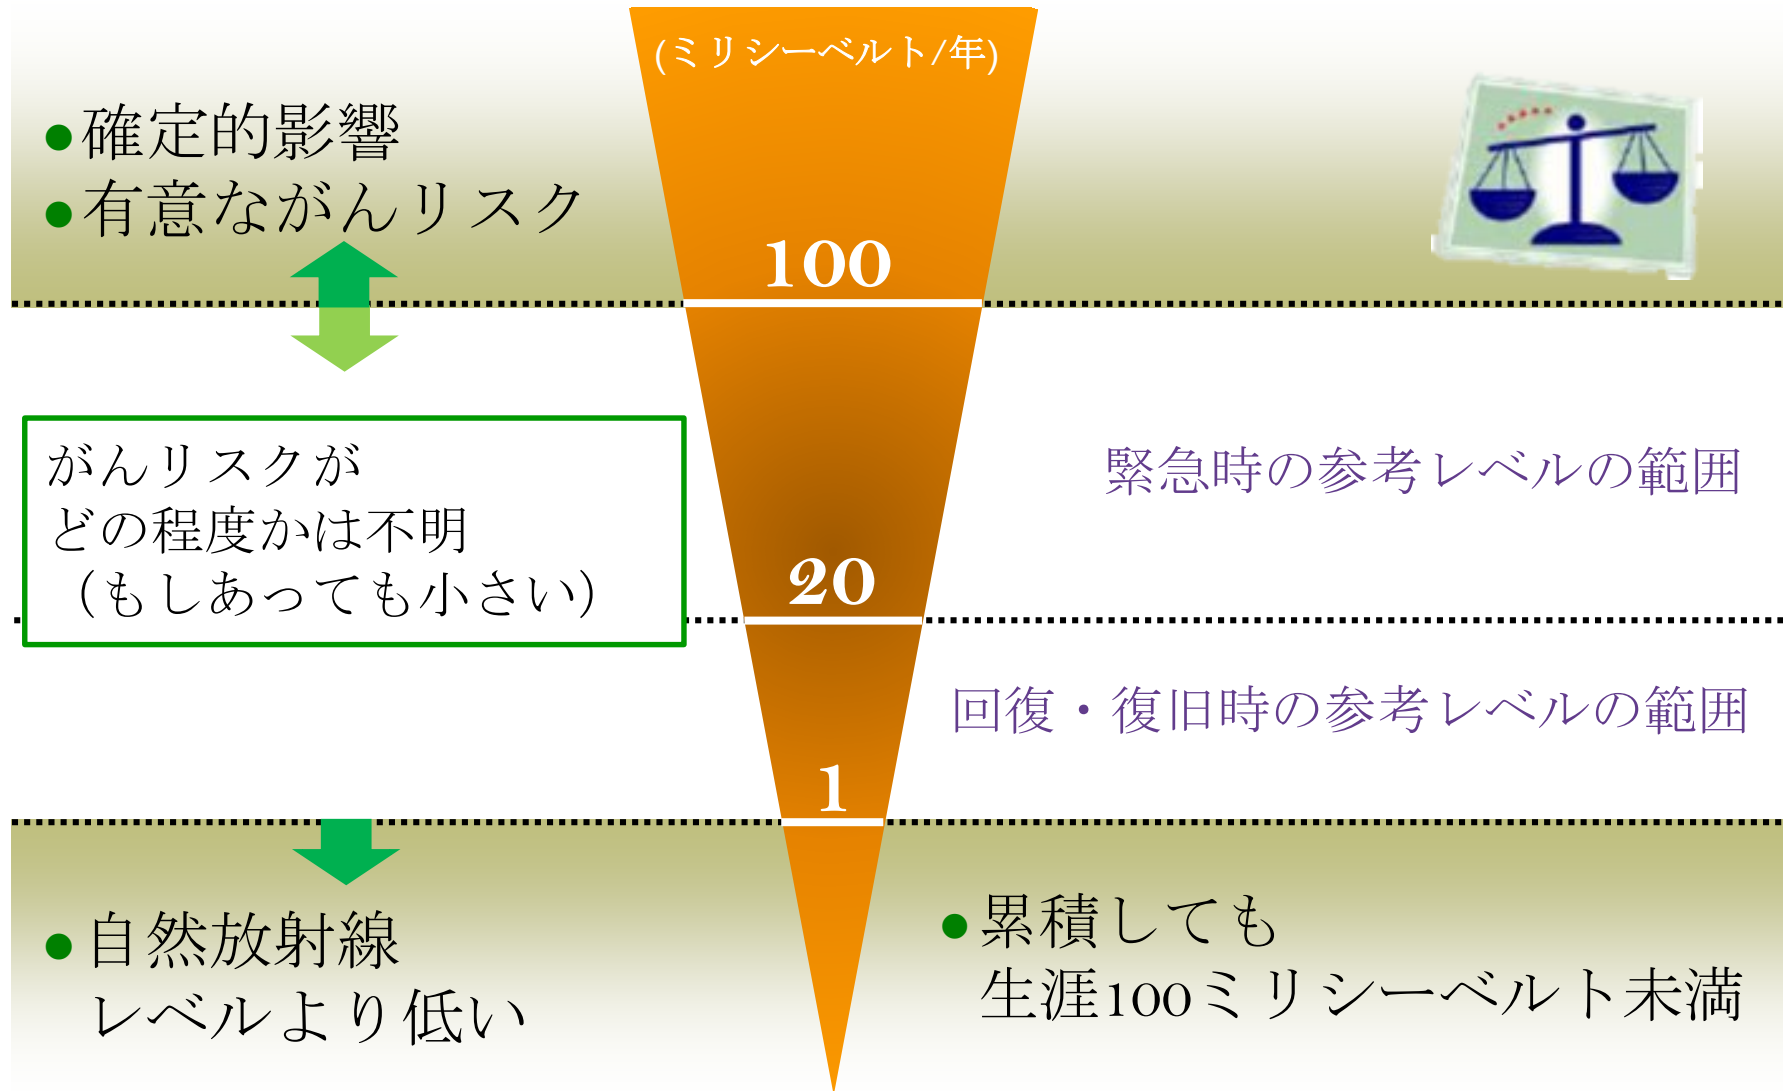 (ミリシーベルト/年)
●確定的影響
●有意ながんリスク
100
がんリスクが
どの程度かは不明
（もしあっても小さい）
緊急時の参考レベルの範囲
20
回復・復旧時の参考レベルの範囲
1
●自然放射線
レベルより低い
●累積しても
生涯100ミリシーベルト未満